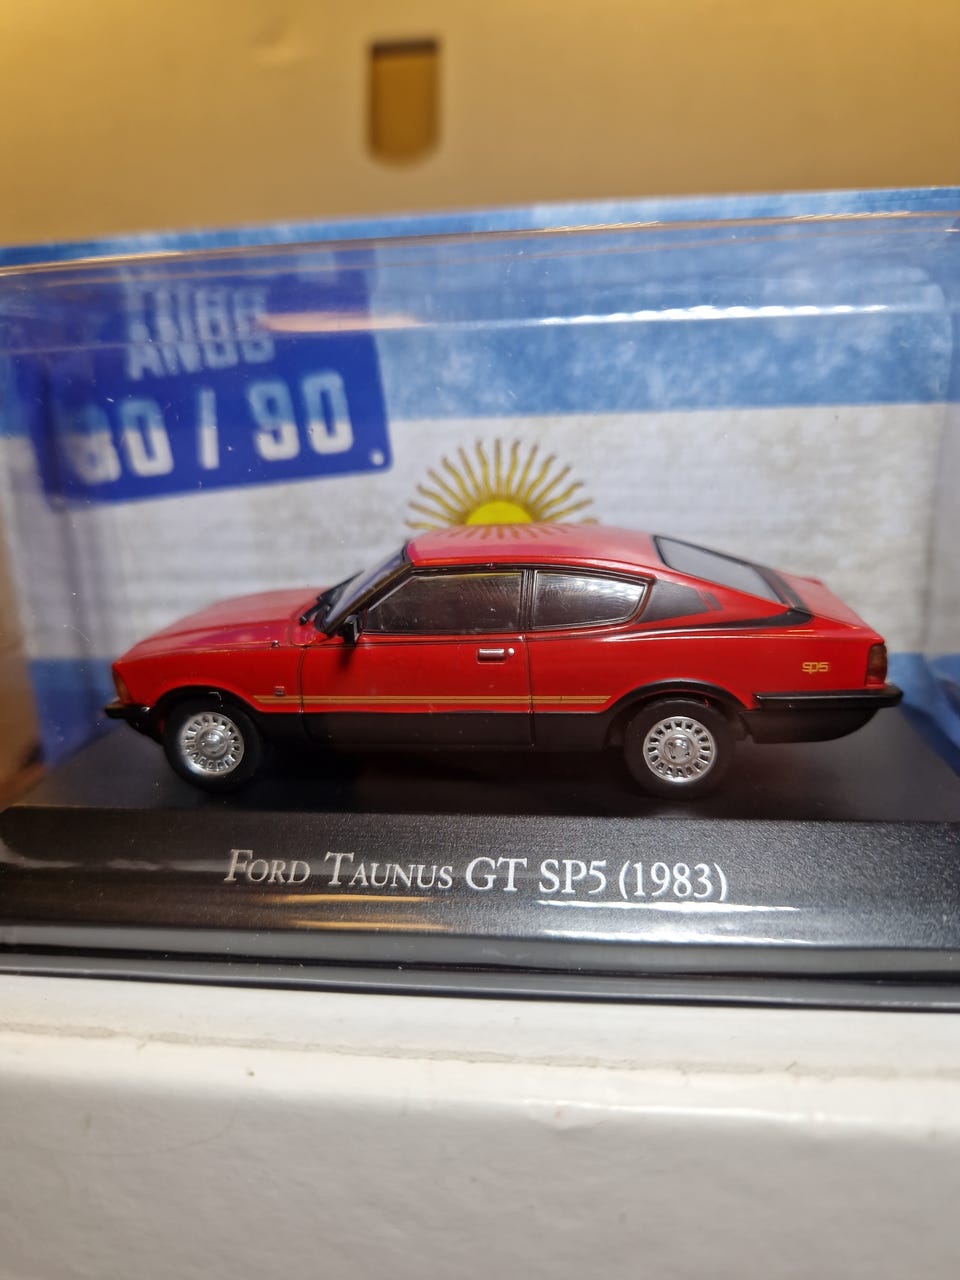 AÑOS
80 / 90
sp5
FORD TAUNUS GT SP5 (1983)